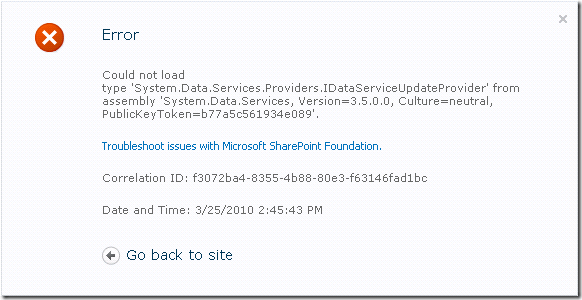 Error
Could not load
type 'System.Data.Services.Providers.IDataServiceUpdateProvider' from
assembly 'System.Data.Services, Version=3.5.0.0, Culture=neutral,
PublicKeyToken=b77a5c561934e089'.
Troubleshoot issues with Microsoft SharePoint Foundation.
Correlation ID: f3072ba4-8355-4b88-80e3-f63146fad1bc
Date and Time: 3/25/2010 2:45:43 PM
Go back to site